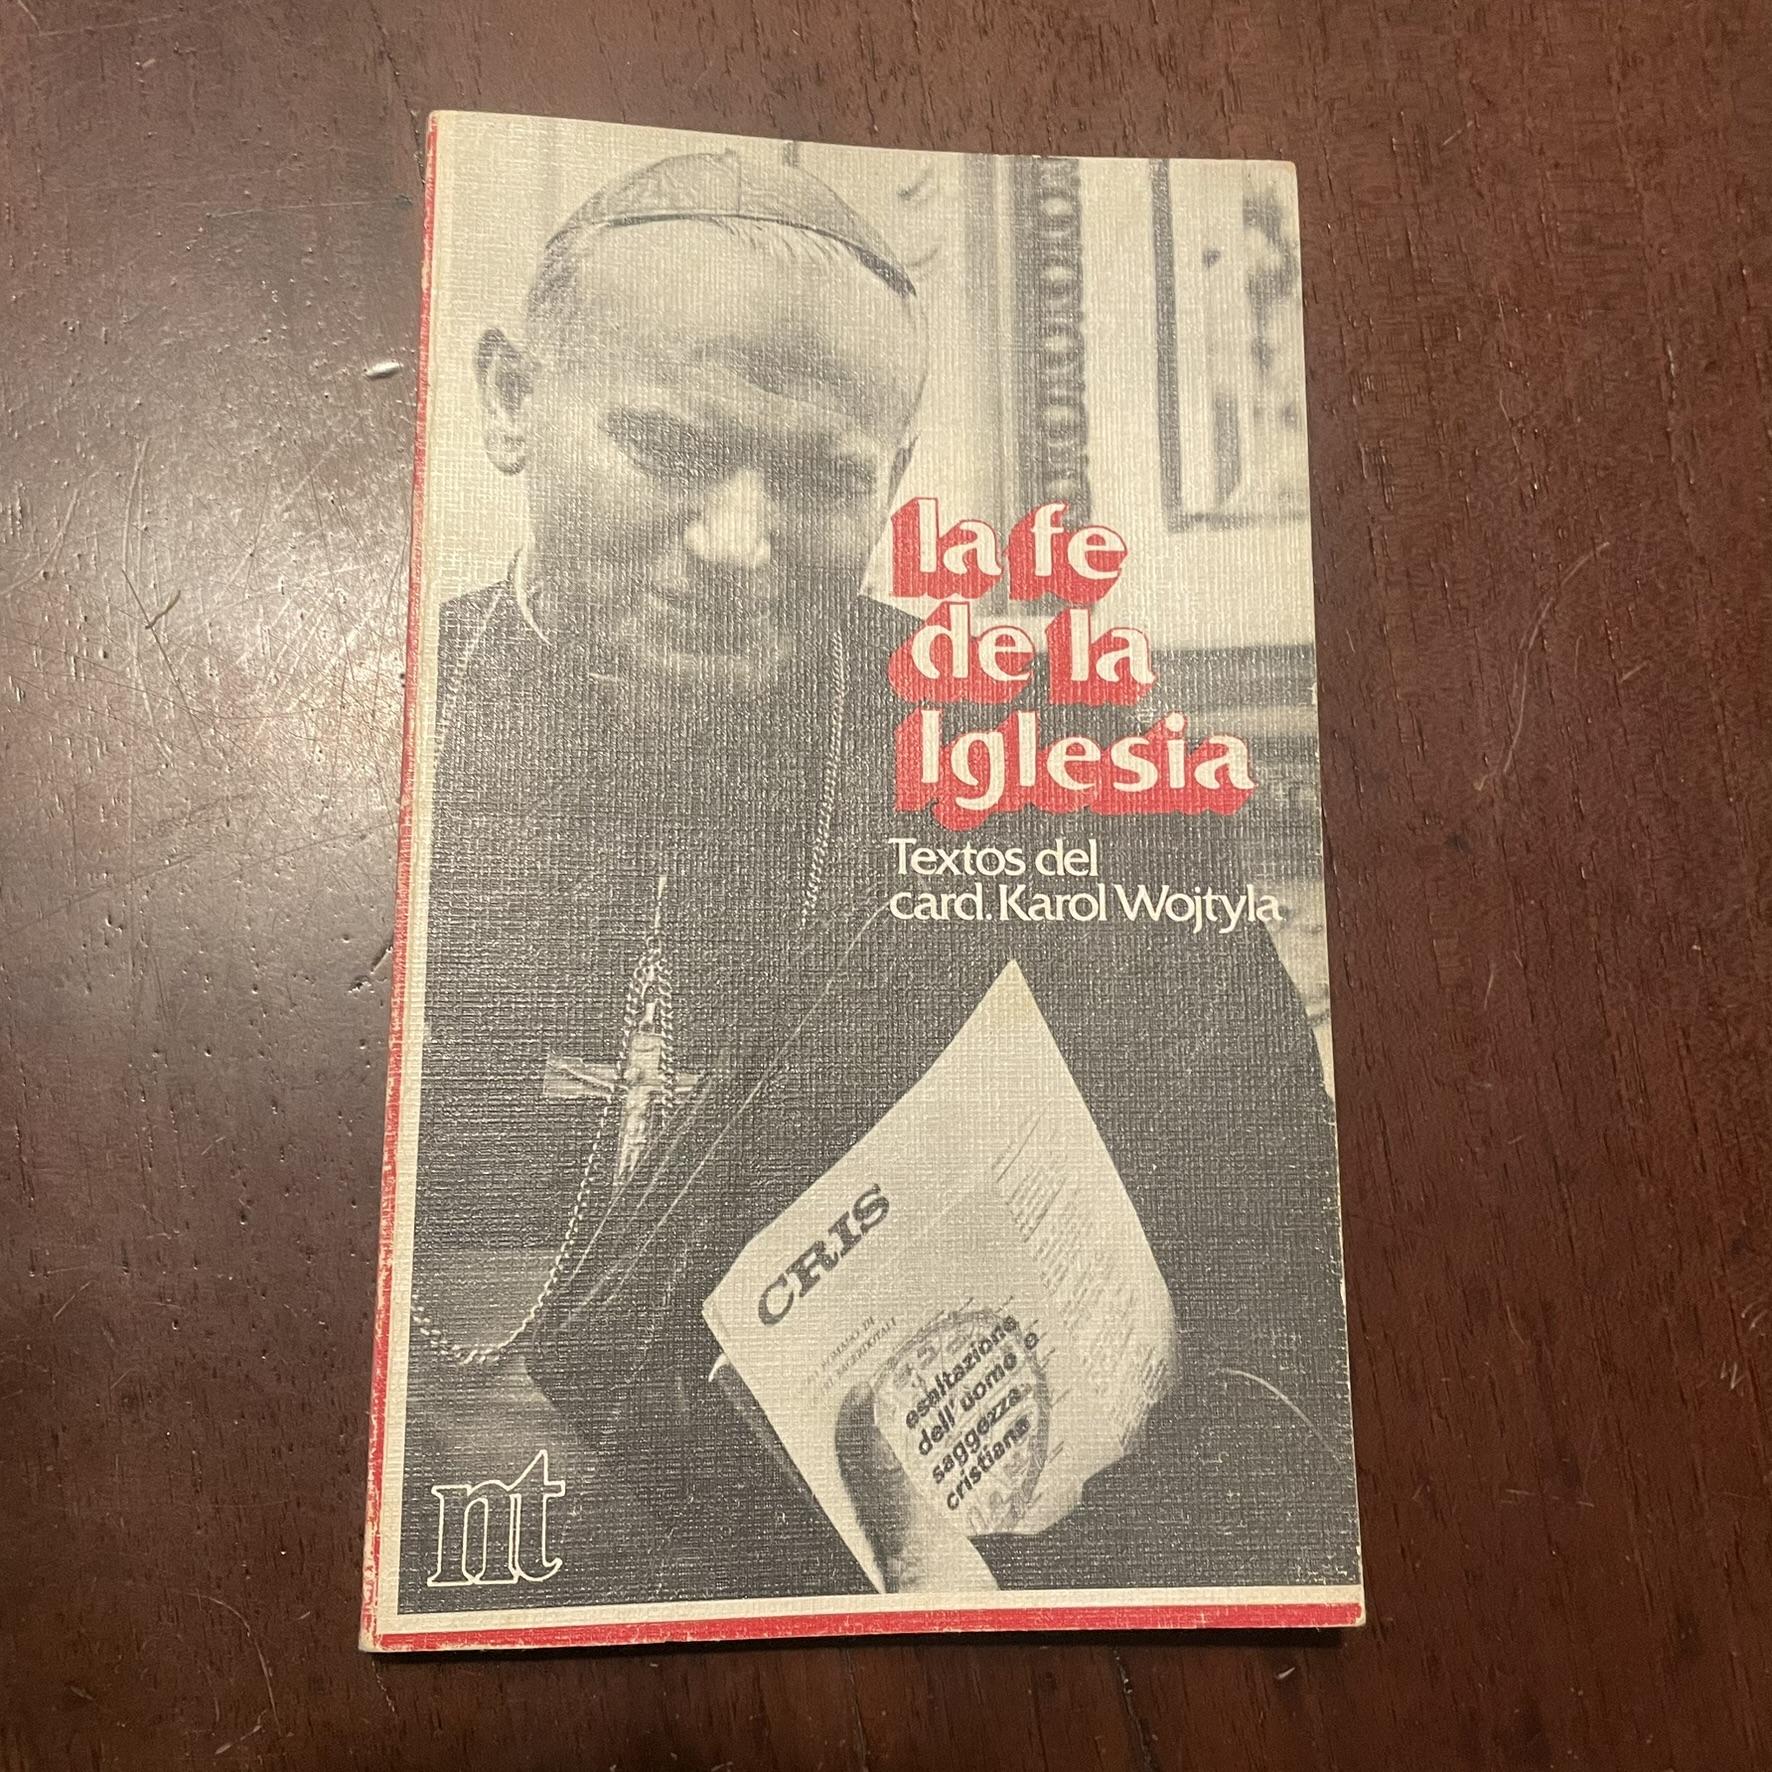 la fe
de la
Iglesia
Textos del
card. Karol Wojtyla
CRIS
esaltazione
dell'uomo e
saggezza
cristiana
nt